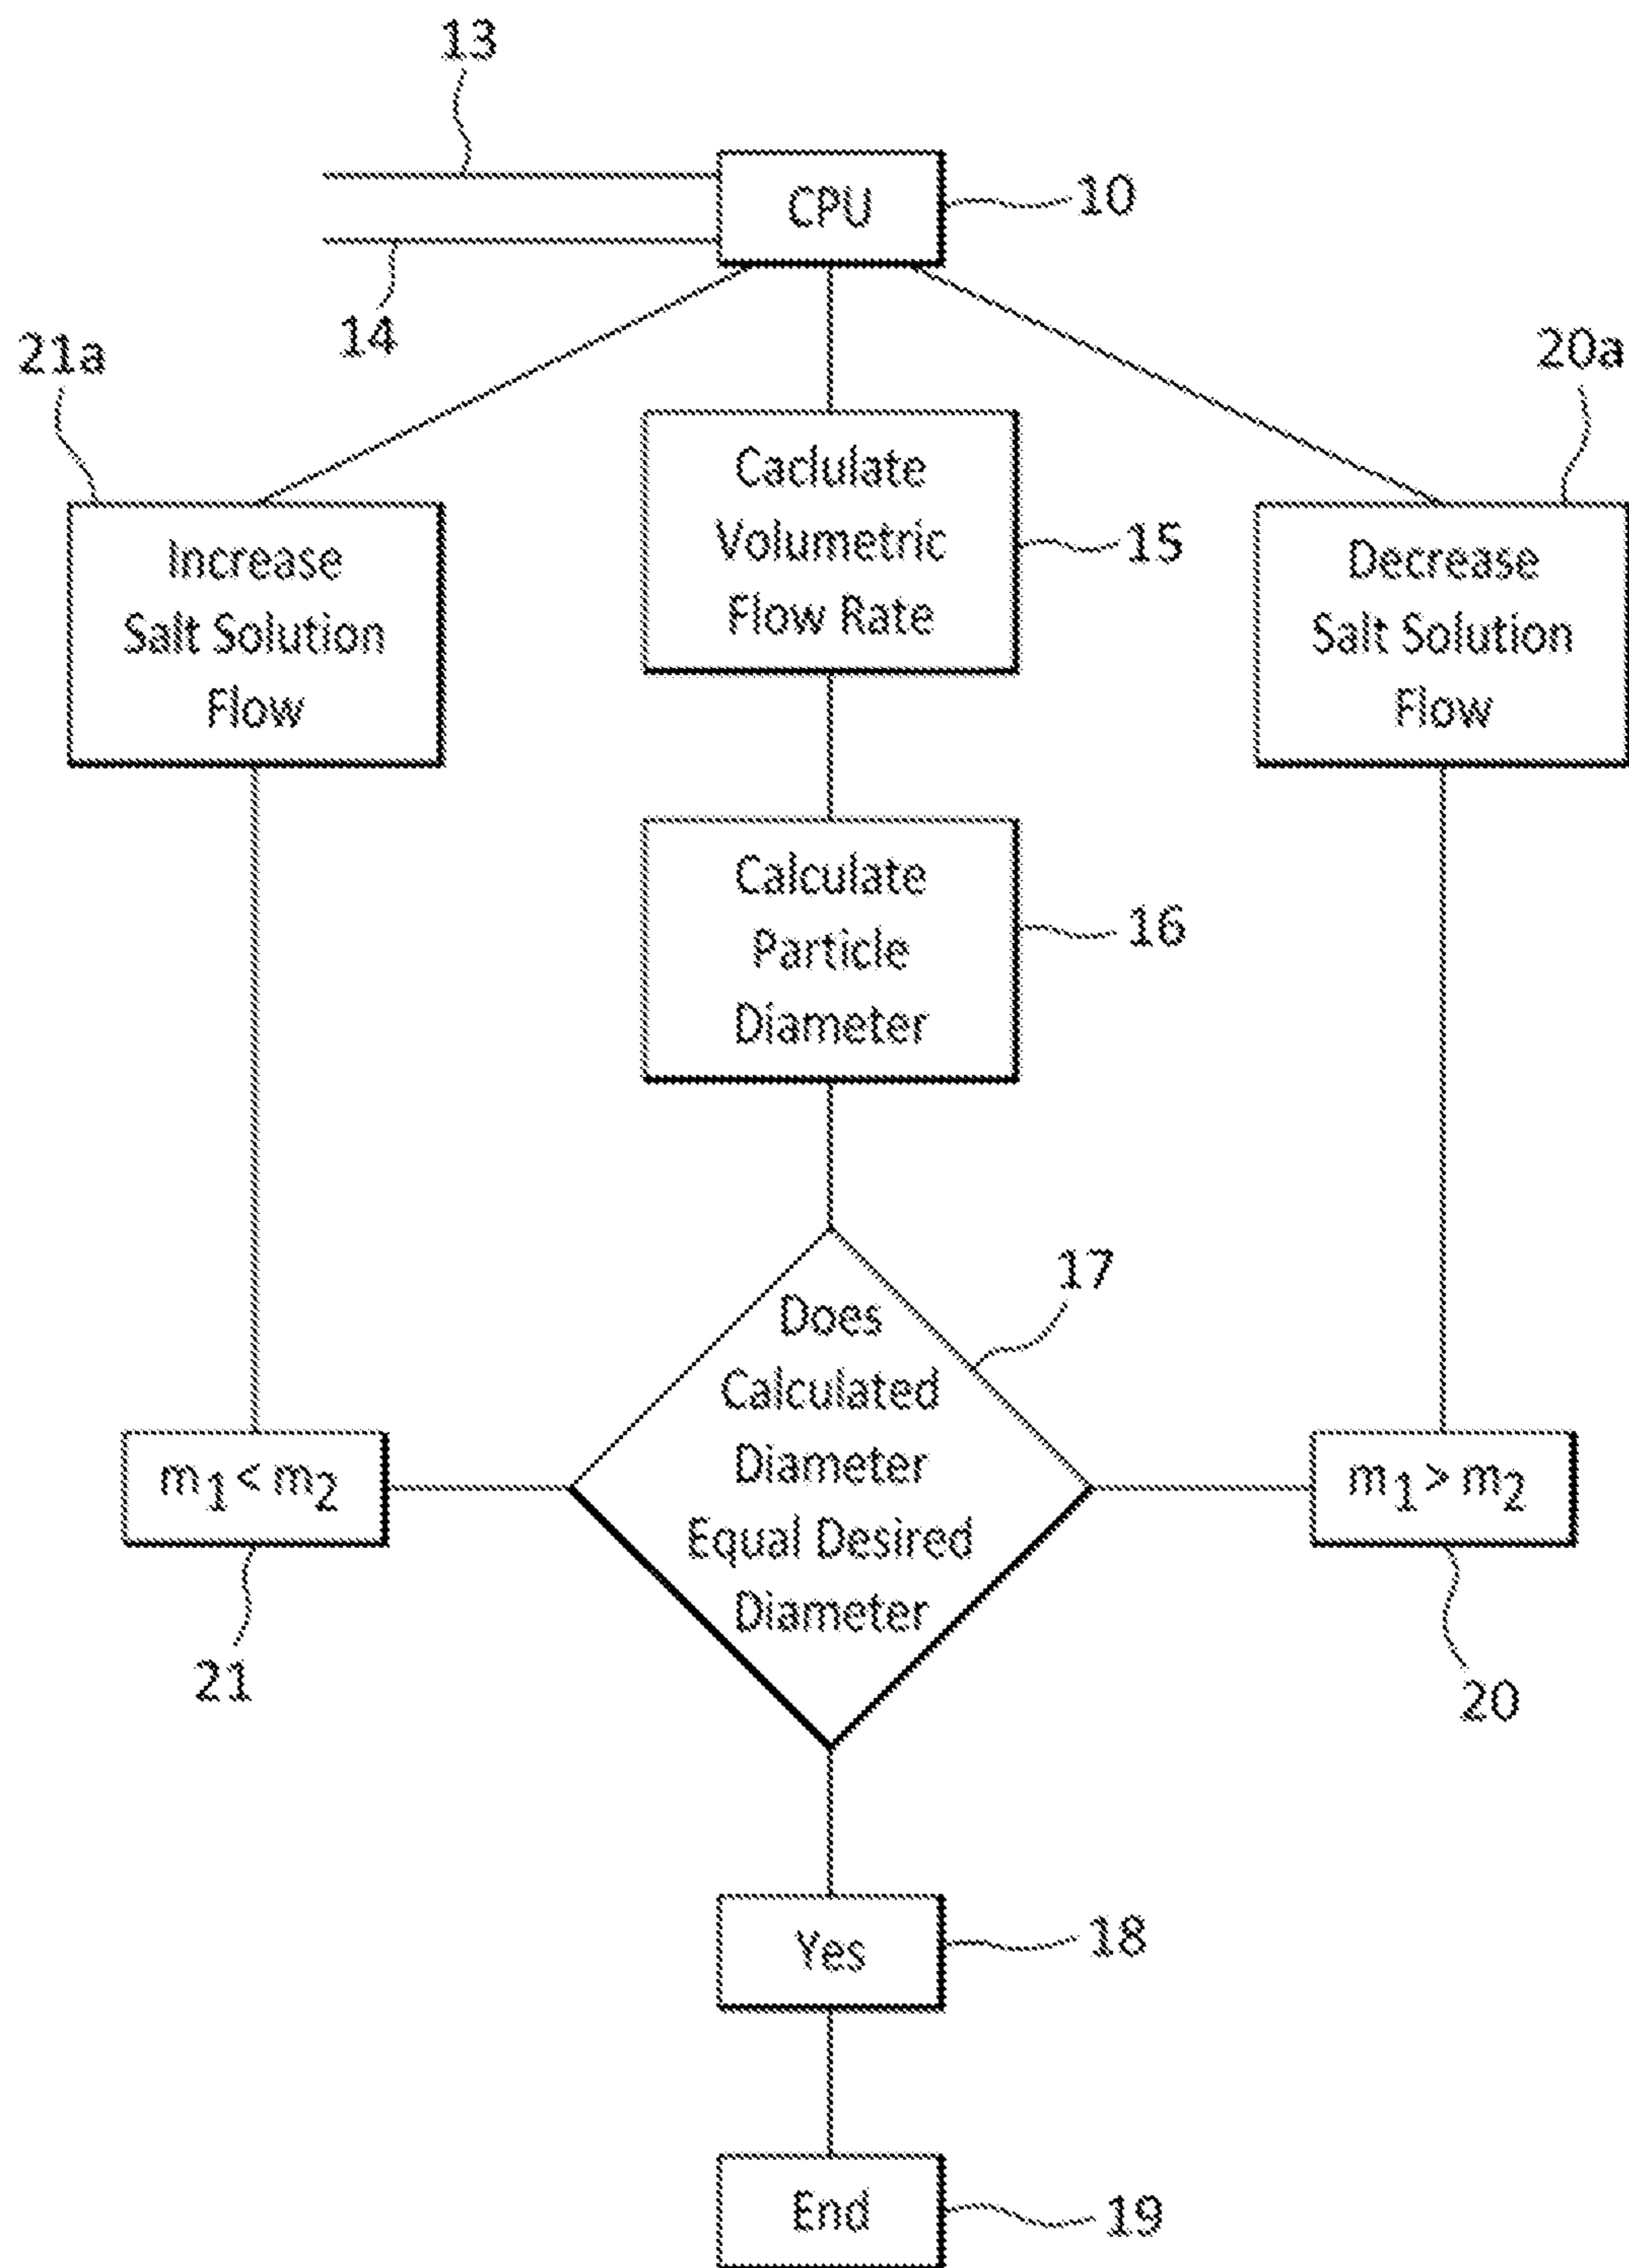 13
CPU
10
14
21a
20a
Caclulate
Volumetric
Flow Rate
15
Increase
Salt Solution
Flow
Decrease
Salt Solution
Flow
Calculate
Particle
Diameter
16
17
Does
Calculated
Diameter
Equal Desired
Diameter
m1 < m2
m1 > m2
21
20
Yes
18
End
19